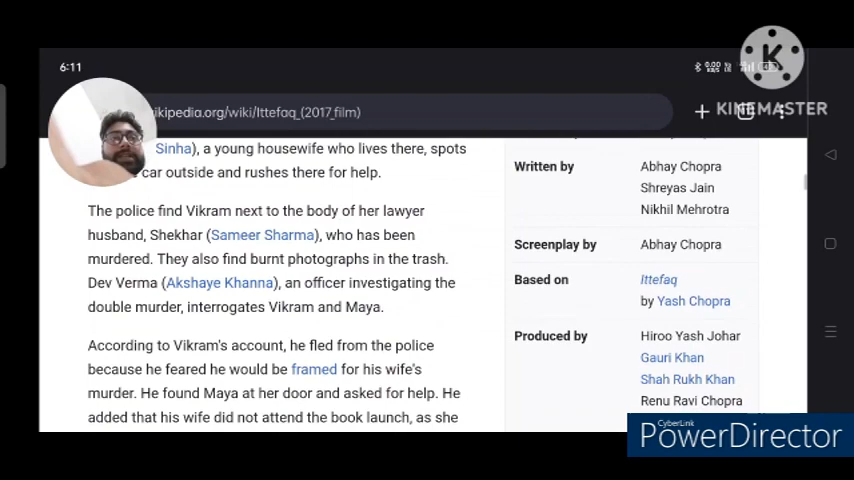 6:11
KINEMASTER
ikipedia.org/wiki/Ittefaq_(2017_film)
Sinha), a young housewife who lives there, spots
car outside and rushes there for help.
The police find Vikram next to the body of her lawyer
husband, Shekhar (Sameer Sharma), who has been
murdered. They also find burnt photographs in the trash.
Dev Verma (Akshaye Khanna), an officer investigating the
double murder, interrogates Vikram and Maya.
According to Vikram's account, he fled from the police
because he feared he would be framed for his wife's
murder. He found Maya at her door and asked for help. He
added that his wife did not attend the book launch, as she
Written by Abhay Chopra
Shreyas Jain
Nikhil Mehrotra
Screenplay by Abhay Chopra
Based on Ittefaq
by Yash Chopra
Produced by Hiroo Yash Johar
Gauri Khan
Shah Rukh Khan
Renu Ravi Chopra
CyberLink
PowerDirector